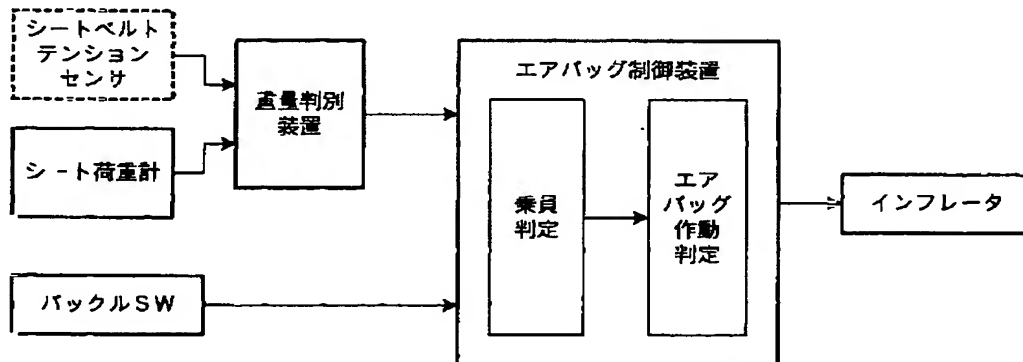 シートベルト
テンション
センサ
重量判別
装置
シート荷重計
エアバッグ制御装置
乗員
判定
エア
バッグ
作動
判定
インフレータ
バックルSW